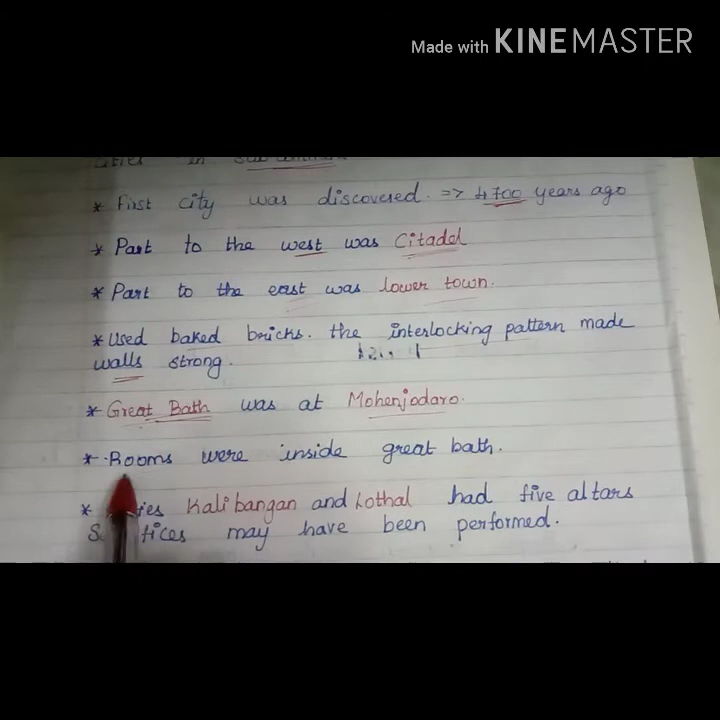 Made with KINEMASTER
cities in
* First city was discovered. => 4700 years ago
* Part to the west was Citadel
* Part to the east was lower town.
* Used baked bricks. the interlocking pattern made
walls strong.
* Great Bath was at Mohenjodaro.
* Rooms were inside great bath.
* Kalibangan and Lothal had five altars
may have been performed.